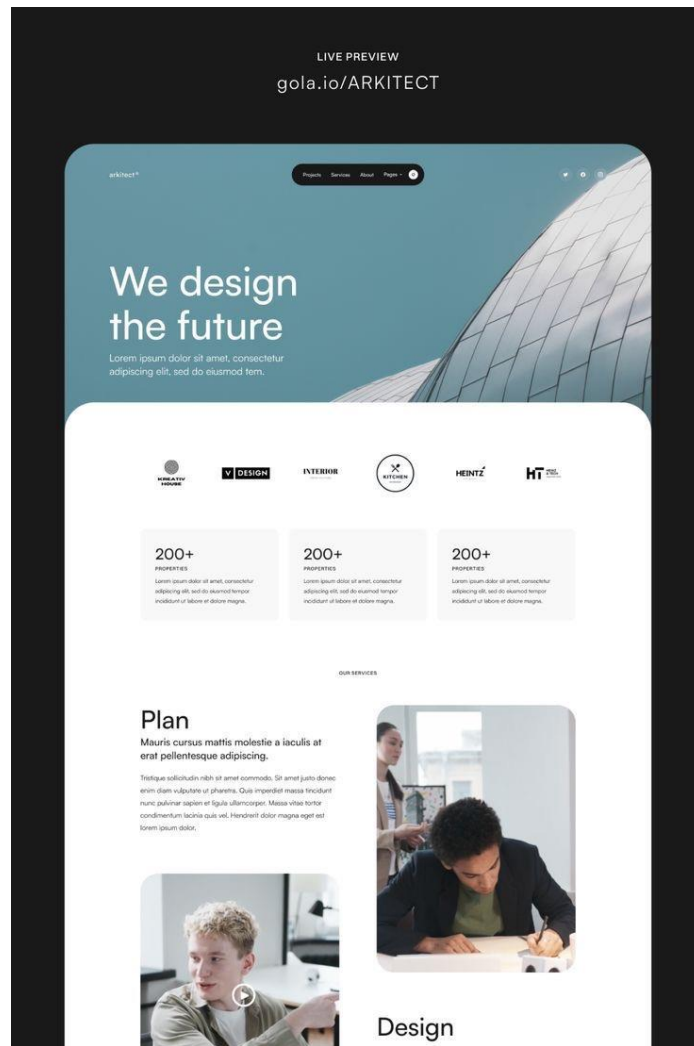 LIVE PREVIEW
gola.io/ARKITECT
arkitect®
Projects Services About Pages
We design
the future
Lorem ipsum dolor sit amet, consectetur
adipiscing elit, sed do eiusmod tem.
KREATIV
HOUSE
V DESIGN
INTERIOR
KITCHEN
HEINTZ
HT
200+
PROPERTIES
Lorem ipsum dolor sit amet, consectetur
adipiscing elit, sed do eiusmod tempor
incididunt ut labore et dolore magna.
200+
PROPERTIES
Lorem ipsum dolor sit amet, consectetur
adipiscing elit, sed do eiusmod tempor
incididunt ut labore et dolore magna.
200+
PROPERTIES
Lorem ipsum dolor sit amet, consectetur
adipiscing elit, sed do eiusmod tempor
incididunt ut labore et dolore magna.
OUR SERVICES
Plan
Mauris cursus mattis molestie a iaculis at
erat pellentesque adipiscing.
Tristique sollicitudin nibh sit amet commodo. Sit amet justo donec
enim diam vulputate ut pharetra. Quis imperdiet massa tincidunt
nunc pulvinar sapien et ligula ullamcorper. Massa vitae tortor
condimentum lacinia quis vel. Hendrerit dolor magna eget est
lorem ipsum dolor.
Design